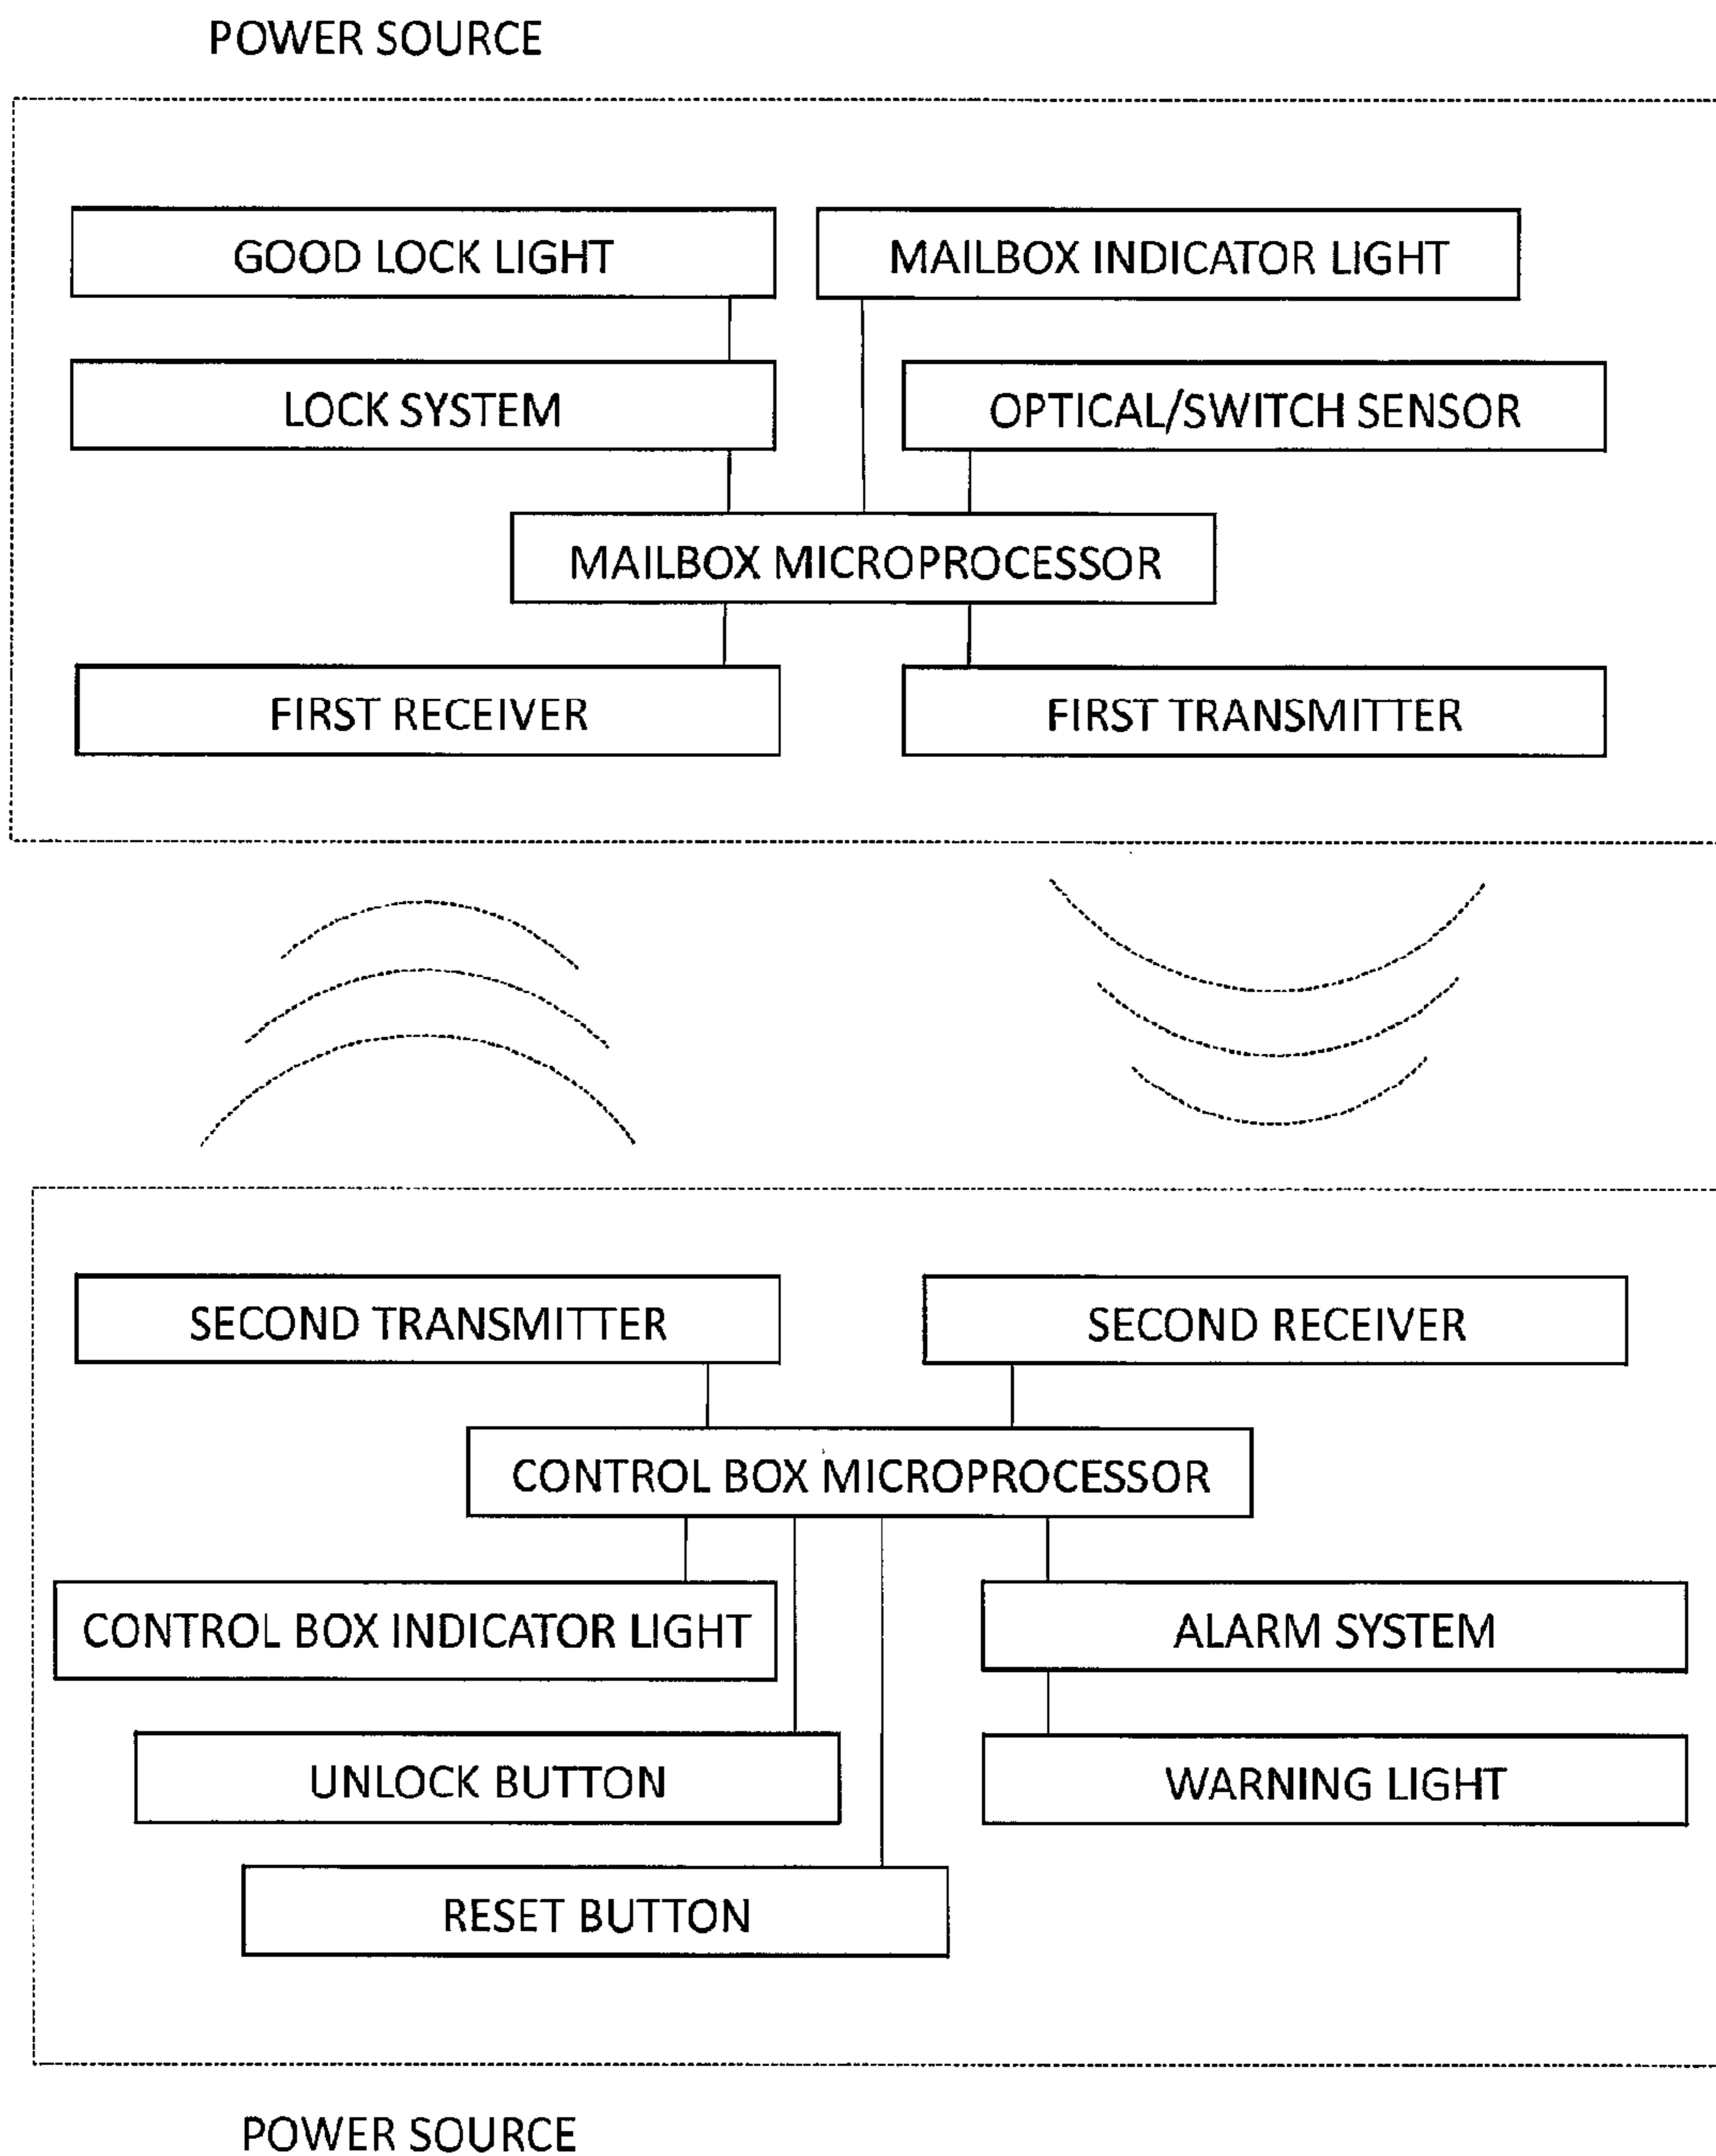 POWER SOURCE
GOOD LOCK LIGHT
MAILBOX INDICATOR LIGHT
LOCK SYSTEM
OPTICAL/SWITCH SENSOR
MAILBOX MICROPROCESSOR
FIRST RECEIVER
FIRST TRANSMITTER
SECOND TRANSMITTER
SECOND RECEIVER
CONTROL BOX MICROPROCESSOR
CONTROL BOX INDICATOR LIGHT
ALARM SYSTEM
UNLOCK BUTTON
WARNING LIGHT
RESET BUTTON
POWER SOURCE